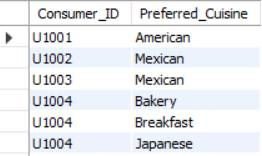 Consumer_ID Preferred_Cuisine
U1001 American
U1002 Mexican
U1003 Mexican
U1004 Bakery
U1004 Breakfast
U1004 Japanese